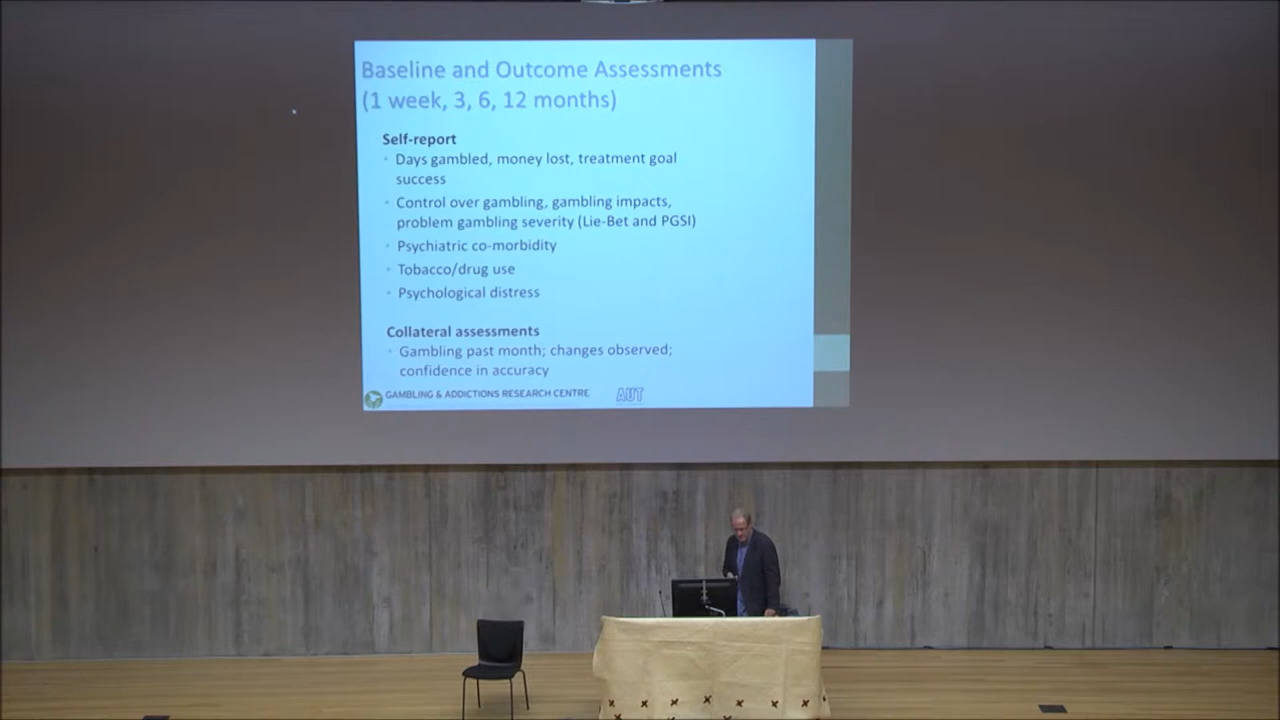 Baseline and Outcome Assessments
(1 week, 3, 6, 12 months)
Self-report
Days gambled, money lost, treatment goal
success
Control over gambling, gambling impacts,
problem gambling severity (Lie-Bet and PGSI)
Psychiatric co-morbidity
Tobacco/drug use
Psychological distress
Collateral assessments
Gambling past month; changes observed;
confidence in accuracy
GAMBLING & ADDICTIONS RESEARCH CENTRE AUT